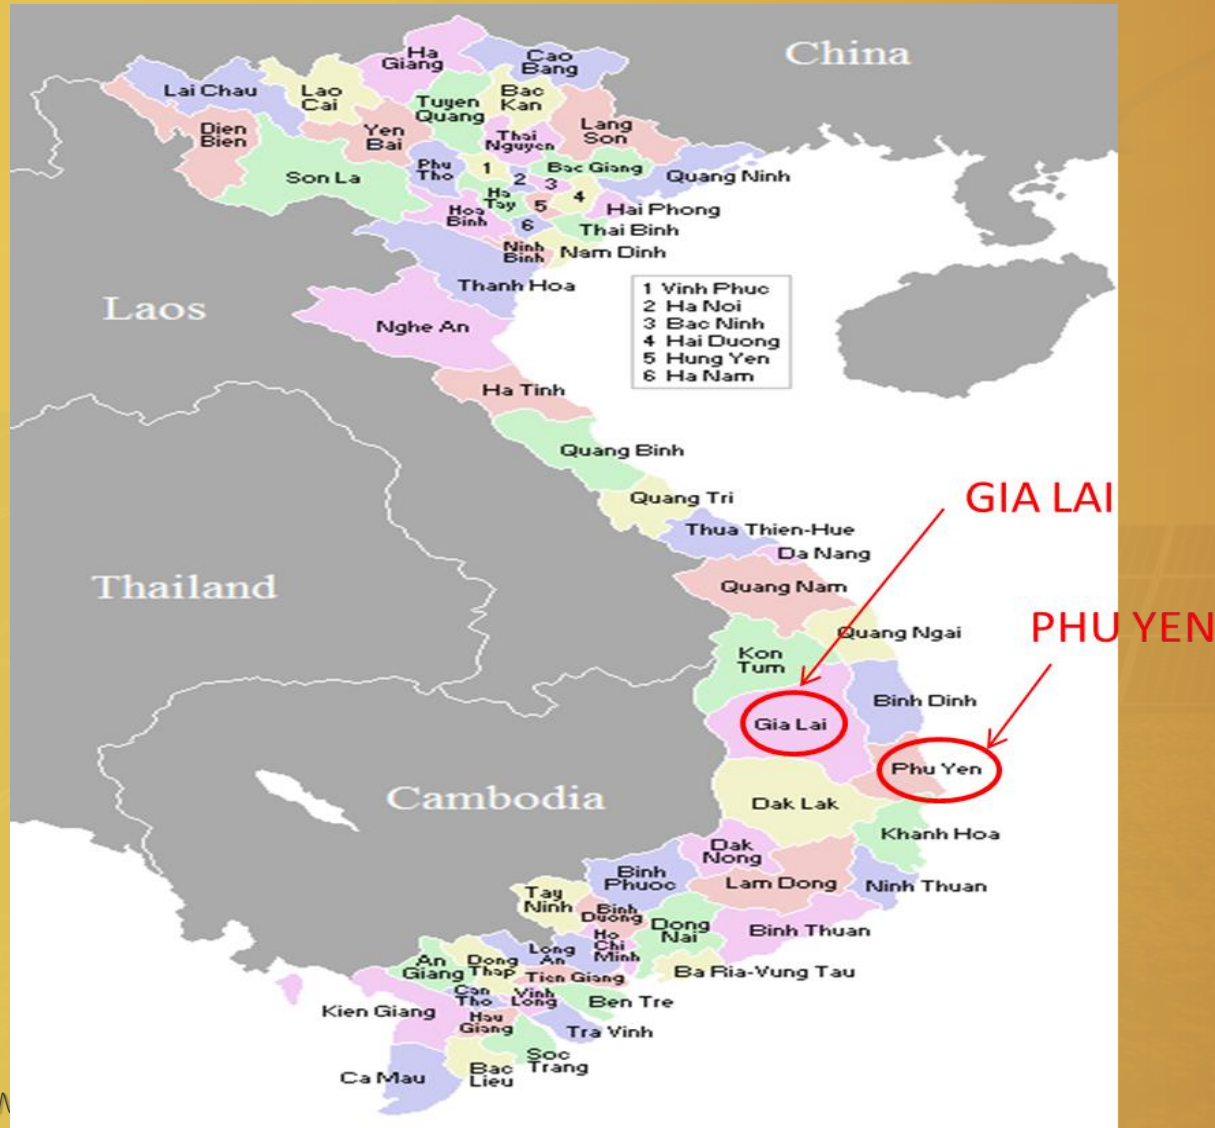 China
Ha
Giang
Cao
Bang
Lai Chau
Lao
Cai
Tuyen
Quang
Bac
Kan
Dien
Bien
Yen
Bai
Thai
Nguyen
Lang
Son
Son La
Phu
Tho
1
2
3
Bac Giang
Quang Ninh
Ha
Tay
5
4
Hai Phong
Hoa
Binh
6
Thai Binh
Ninh
Binh
Nam Dinh
Thanh Hoa
Laos
Nghe An
1 Vinh Phuc
2 Ha Noi
3 Bac Ninh
4 Hai Duong
5 Hung Yen
6 Ha Nam
Ha Tinh
Quang Binh
Quang Tri
GIA LAI
Thua Thien-Hue
Da Nang
Thailand
Quang Nam
Quang Ngai
PHU YEN
Kon
Tum
Binh Dinh
Gia Lai
Phu Yen
Cambodia
Dak Lak
Khanh Hoa
Dak
Nong
Binh
Phuoc
Lam Dong
Ninh Thuan
Tay
Ninh
Binh
Duong
Dong
Nai
Binh Thuan
Ho
Chi
Minh
Long
An
An
Giang
Dong
Thap
Tien Giang
Ba Ria-Vung Tau
Can
Tho
Vinh
Long
Ben Tre
Kien Giang
Hau
Giang
Tra Vinh
Soc
Trang
Bac
Lieu
Ca Mau